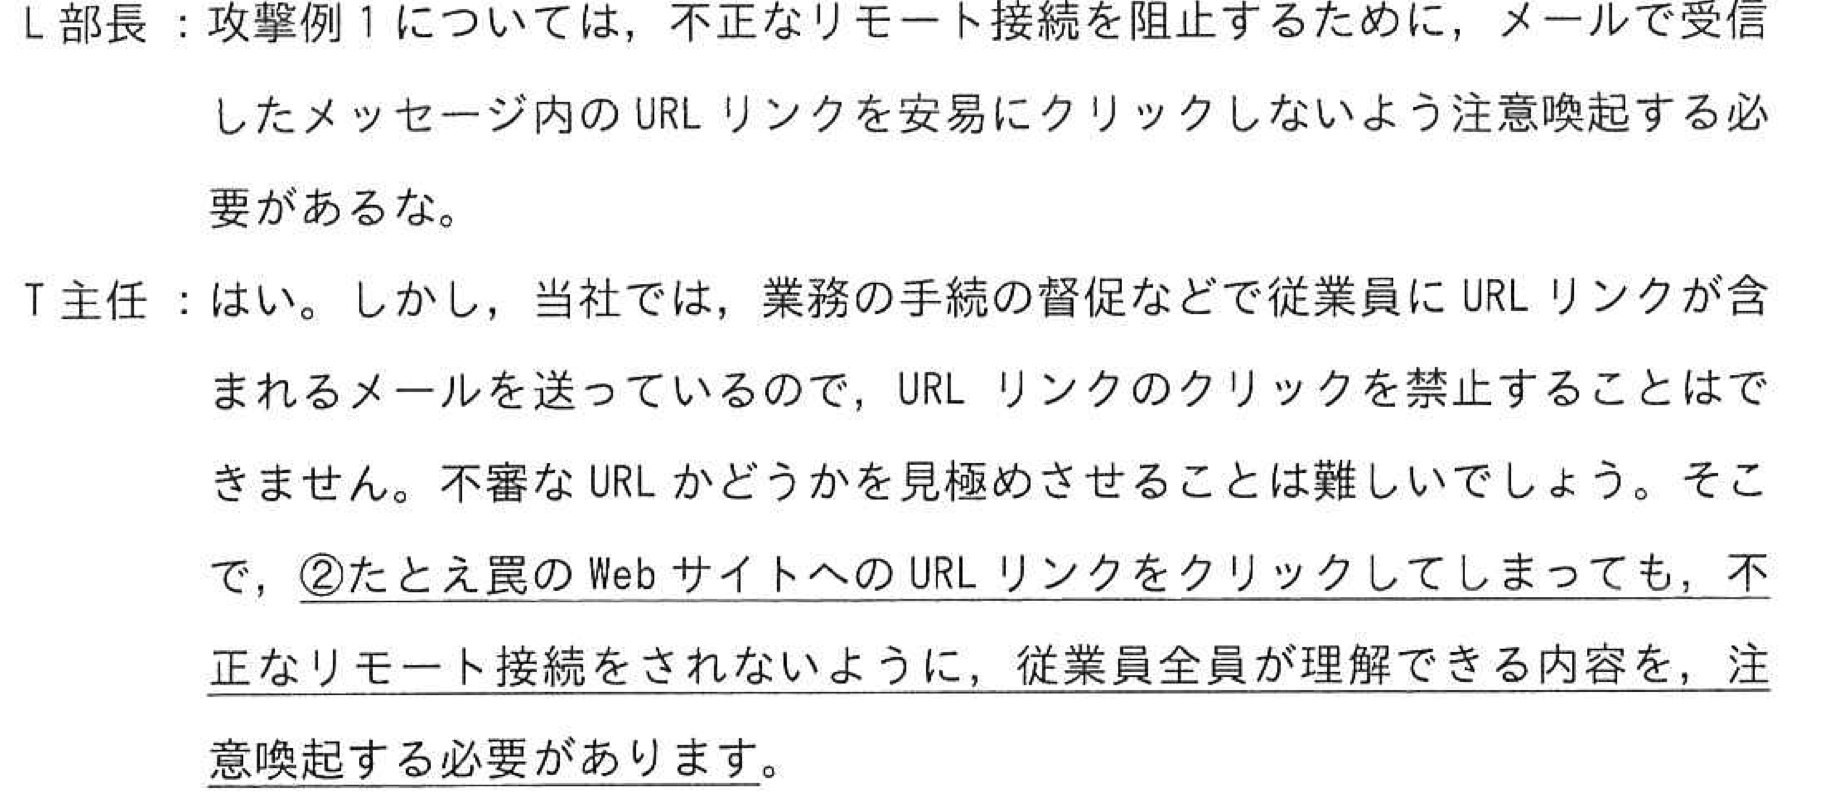 L 部長 ：攻撃例 1 については，不正なリモート接続を阻止するために，メールで受信
したメッセージ内の URL リンクを安易にクリックしないよう注意喚起する必
要があるな。
T 主任 ：はい。しかし，当社では，業務の手続の督促などで従業員に URL リンクが含
まれるメールを送っているので，URL リンクのクリックを禁止することはで
きません。不審な URL かどうかを見極めさせることは難しいでしょう。そこ
で，②たとえ罠の Web サイトへの URL リンクをクリックしてしまっても，不
正なリモート接続をされないように，従業員全員が理解できる内容を，注
意喚起する必要があります。